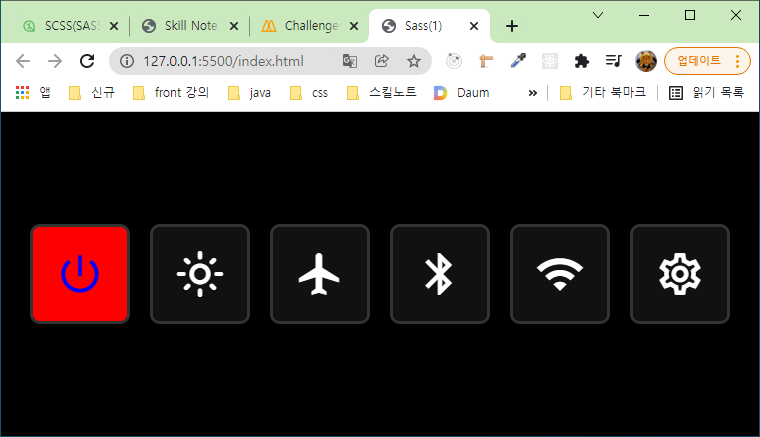 SCSS(SASS
Skill Note
Challenge
Sass(1)
127.0.0.1:5500/index.html
업데이트
앱 신규 front 강의 java css 스킬노트 Daum » 기타 북마크 읽기 목록